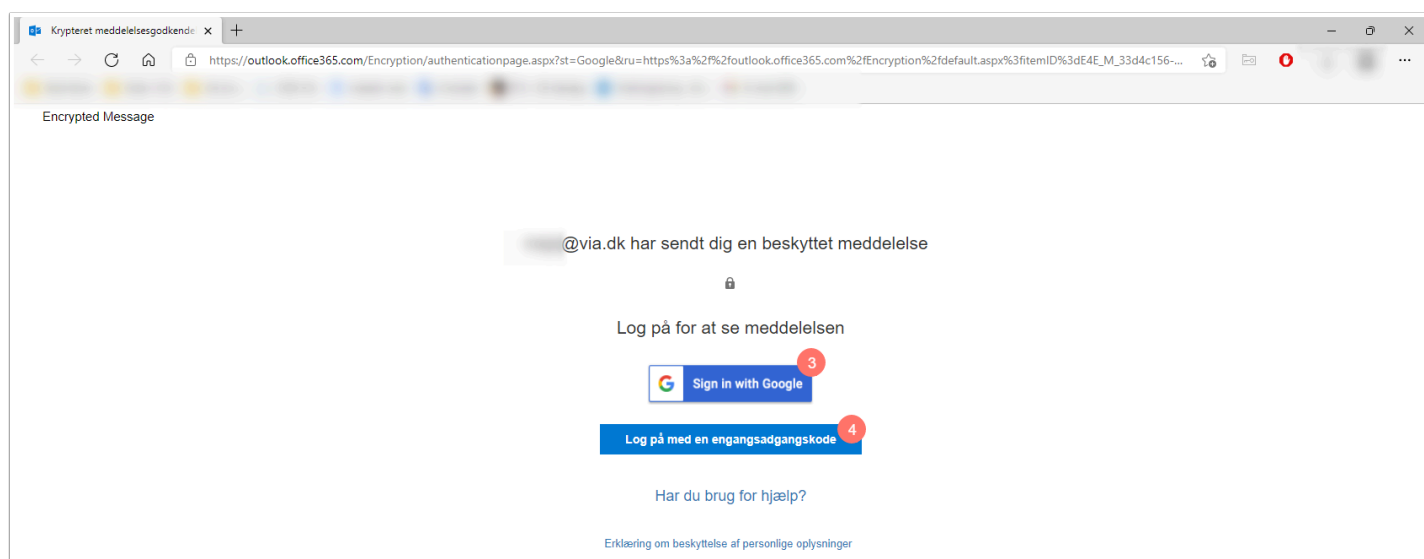 Krypteret meddelelsesgodkende
https://outlook.office365.com/Encryption/authenticationpage.aspx?st=Google&ru=https%3a%2f%2foutlook.office365.com%2fEncryption%2fdefault.aspx%3fitemID%3dE4E_M_33d4c156-...
Encrypted Message
@via.dk har sendt dig en beskyttet meddelelse
Log på for at se meddelelsen
3
Sign in with Google
4
Log på med en engangsadgangskode
Har du brug for hjælp?
Erklæring om beskyttelse af personlige oplysninger